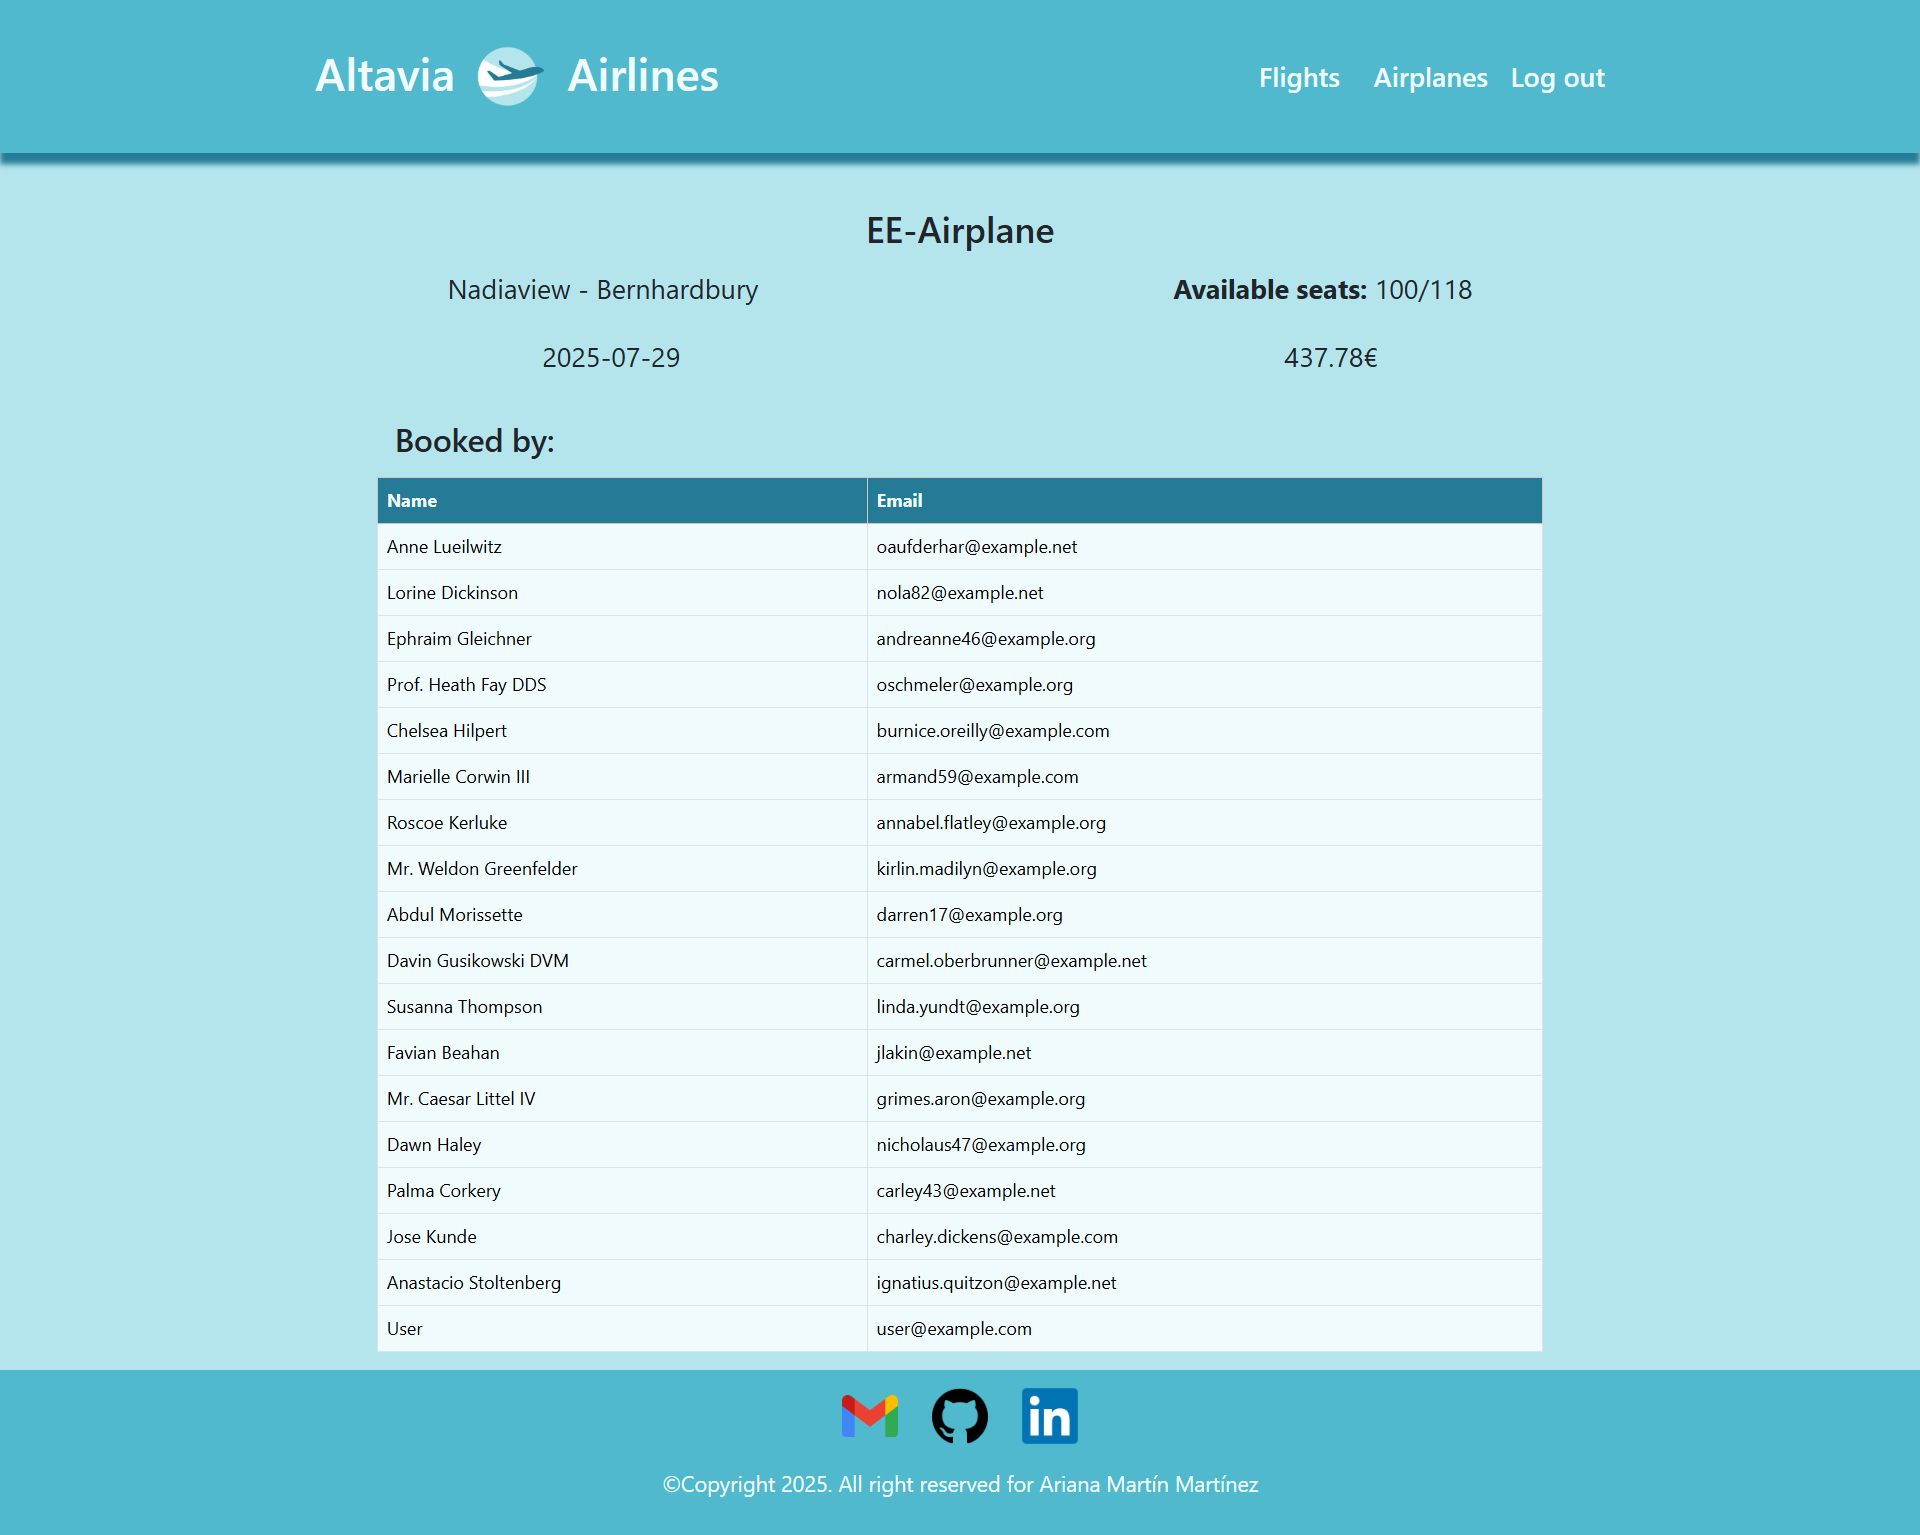 Altavia Airlines
Flights Airplanes Log out
EE-Airplane
Nadiaview - Bernhardbury
Available seats: 100/118
2025-07-29
437.78€
Booked by:
Name Email
Anne Lueilwitz oaufderhar@example.net
Lorine Dickinson nola82@example.net
Ephraim Gleichner andreanne46@example.org
Prof. Heath Fay DDS oschmeler@example.org
Chelsea Hilpert burnice.oreilly@example.com
Marielle Corwin III armand59@example.com
Roscoe Kerluke annabel.flatley@example.org
Mr. Weldon Greenfelder kirlin.madilyn@example.org
Abdul Morissette darren17@example.org
Davin Gusikowski DVM carmel.oberbrunner@example.net
Susanna Thompson linda.yundt@example.org
Favian Beahan jlakin@example.net
Mr. Caesar Littel IV grimes.aron@example.org
Dawn Haley nicholaus47@example.org
Palma Corkery carley43@example.net
Jose Kunde charley.dickens@example.com
Anastacio Stoltenberg ignatius.quitzon@example.net
User user@example.com
in
©Copyright 2025. All right reserved for Ariana Martín Martínez